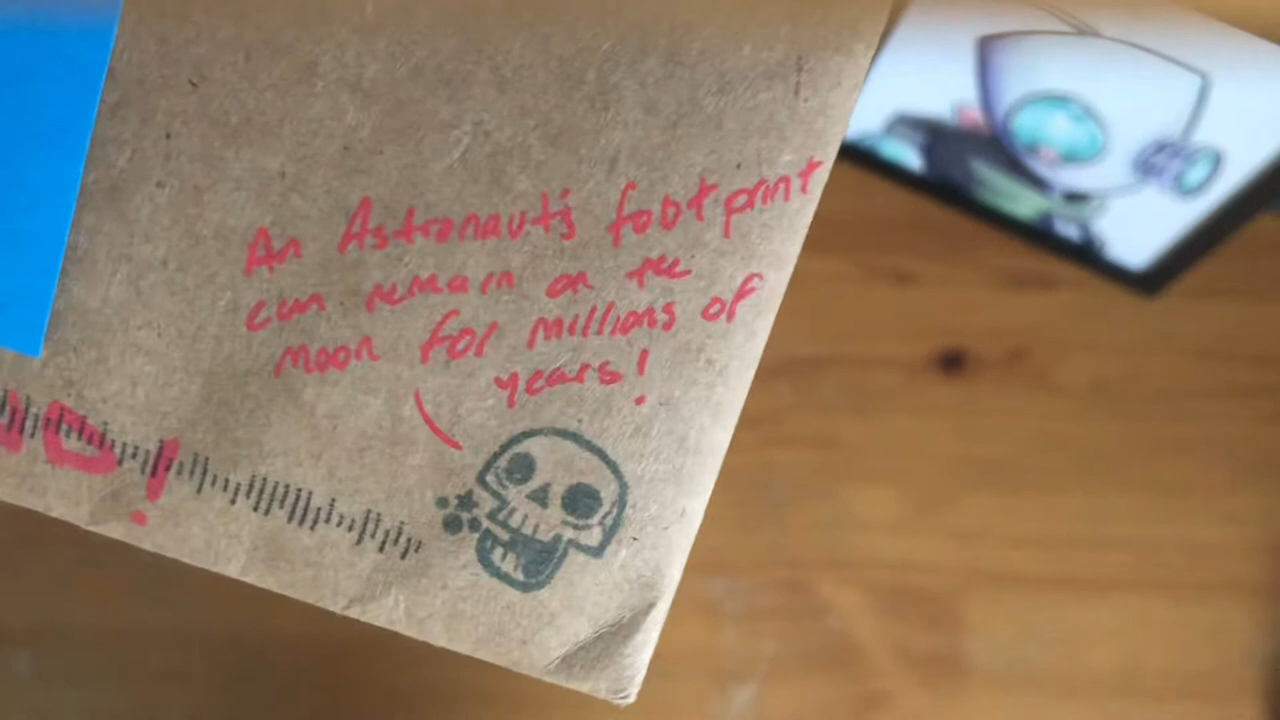 An Astronaut's footprint
can remain on the
moon for millions of
years!